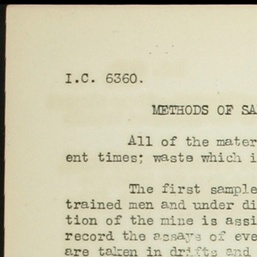 I.C. 6360.
METHODS OF SA
All of the mater
ent times; waste which i
The first sample
trained men and under di
tion of the mine is assi
record the assays of eve
are taken in drifts and